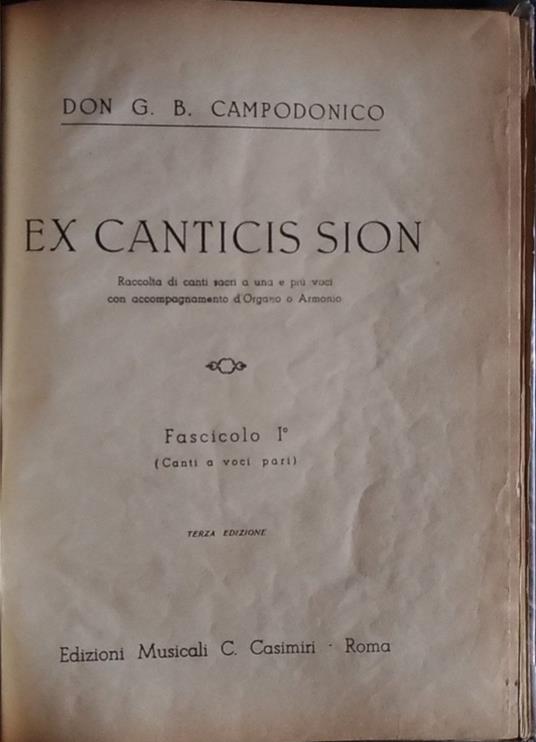 DON G. B. CAMPODONICO
EX CANTICIS SION
Raccolta di canti sacri a una e più voci
con accompagnamento d'Organo o Armonio
Fascicolo 1°
(Canti a voci pari)
TERZA EDIZIONE
Edizioni Musicali C. Casimiri - Roma